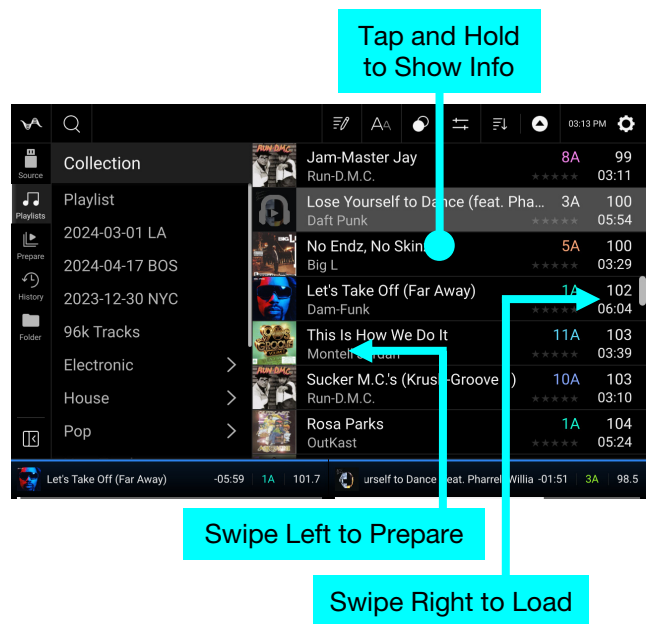 Tap and Hold
to Show Info
AA
03:13 PM
RUN-D.M.C.
Jam-Master Jay
8A
99
Source
Collection
Run-D.M.C.
03:11
Playlist
Lose Yourself to Dance (feat. Pha...
3A
100
Playlists
Daft Punk
05:54
2024-03-01 LA
No Endz, No Skin
5A
100
Prepare
2024-04-17 BOS
Big L
03:29
History
2023-12-30 NYC
Let's Take Off (Far Away)
1A
102
Dam-Funk
06:04
Folder
96k Tracks
This Is How We Do It
11A
103
Electronic
Montell Jordan
03:39
House
RUN-D.M.C.
Sucker M.C.'s (Krush-Groove
10A
103
Run-D.M.C.
03:10
Pop
Rosa Parks
1A
104
OutKast
05:24
Let's Take Off (Far Away)
-05:59
1A
101.7
urself to Dance (feat. Pharrell Willia
-01:51
3A
98.5
Swipe Left to Prepare
Swipe Right to Load